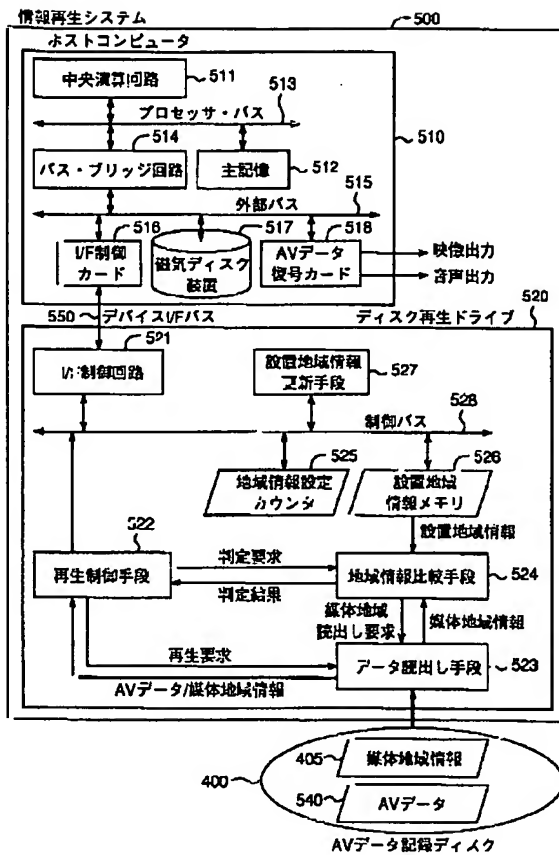 情報再生システム
500
ホストコンピュータ
中央演算回路
511
プロセッサ・バス
513
514
バス・ブリッジ回路
主記憶
512
510
外部バス
515
516
I/F制御
カード
517
磁気ディスク
装置
518
AVデータ
復号カード
映像出力
音声出力
550
デバイスI/Fバス
ディスク再生ドライブ
520
521
I/F制御回路
設置地域情報
更新手段
527
制御バス
528
525
地域情報設定
カウンタ
526
設置地域
情報メモリ
設置地域情報
522
再生制御手段
判定要求
判定結果
地域情報比較手段
524
媒体地域
読出し要求
媒体地域情報
再生要求
AVデータ/媒体地域情報
データ読出し手段
523
400
405
媒体地域情報
540
AVデータ
AVデータ記録ディスク